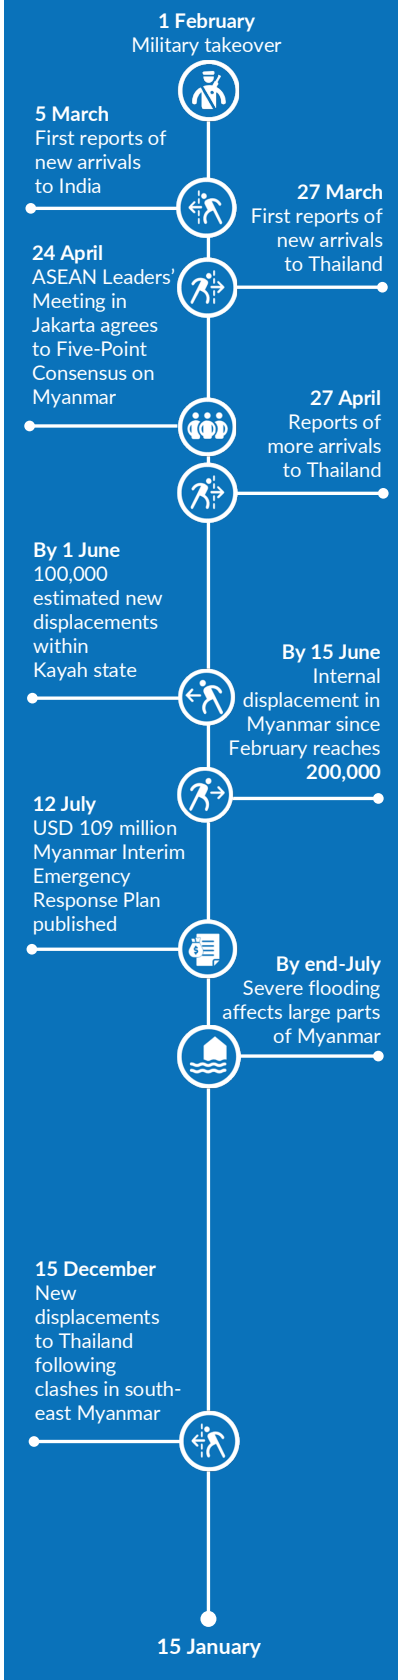 1 February
Military takeover
5 March
First reports of
new arrivals
to India
27 March
First reports of
new arrivals
to Thailand
24 April
ASEAN Leaders’
Meeting in
Jakarta agrees
to Five-Point
Consensus on
Myanmar
27 April
Reports of
more arrivals
to Thailand
By 1 June
100,000
estimated new
displacements
within
Kayah state
By 15 June
Internal
displacement in
Myanmar since
February reaches
200,000
12 July
USD 109 million
Myanmar Interim
Emergency
Response Plan
published
By end-July
Severe flooding
affects large parts
of Myanmar
15 December
New
displacements
to Thailand
following
clashes in south-
east Myanmar
15 January